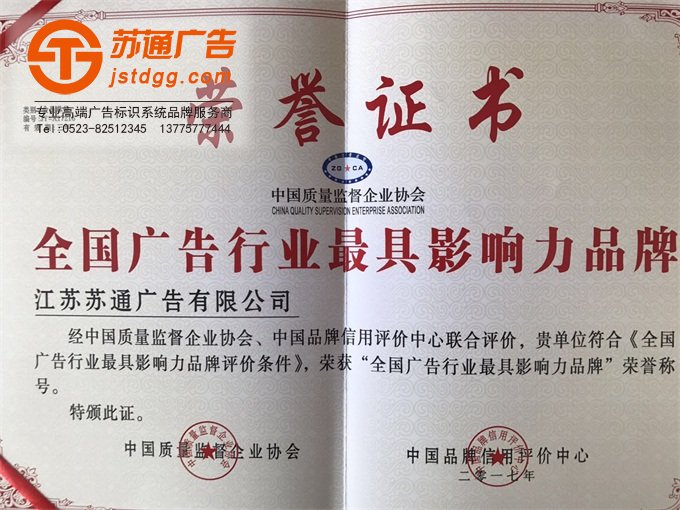 苏通广告
jstdgg.com
荣誉证书
专业高端广告标识系统品牌服务商
Tel:0523-82512345 13775777444
ZQ★CA
中国质量监督企业协会
CHINA QUALITY SUPERVISION ENTERPRISE ASSOCIATION
全国广告行业最具影响力品牌
江苏苏通广告有限公司
经中国质量监督企业协会、中国品牌信用评价中心联合评价，贵单位符合《全国
广告行业最具影响力品牌评价条件》，荣获“全国广告行业最具影响力品牌”荣誉称
号。
特颁此证。
中国质量监督企业协会
中国品牌信用评价中心
二〇一七年